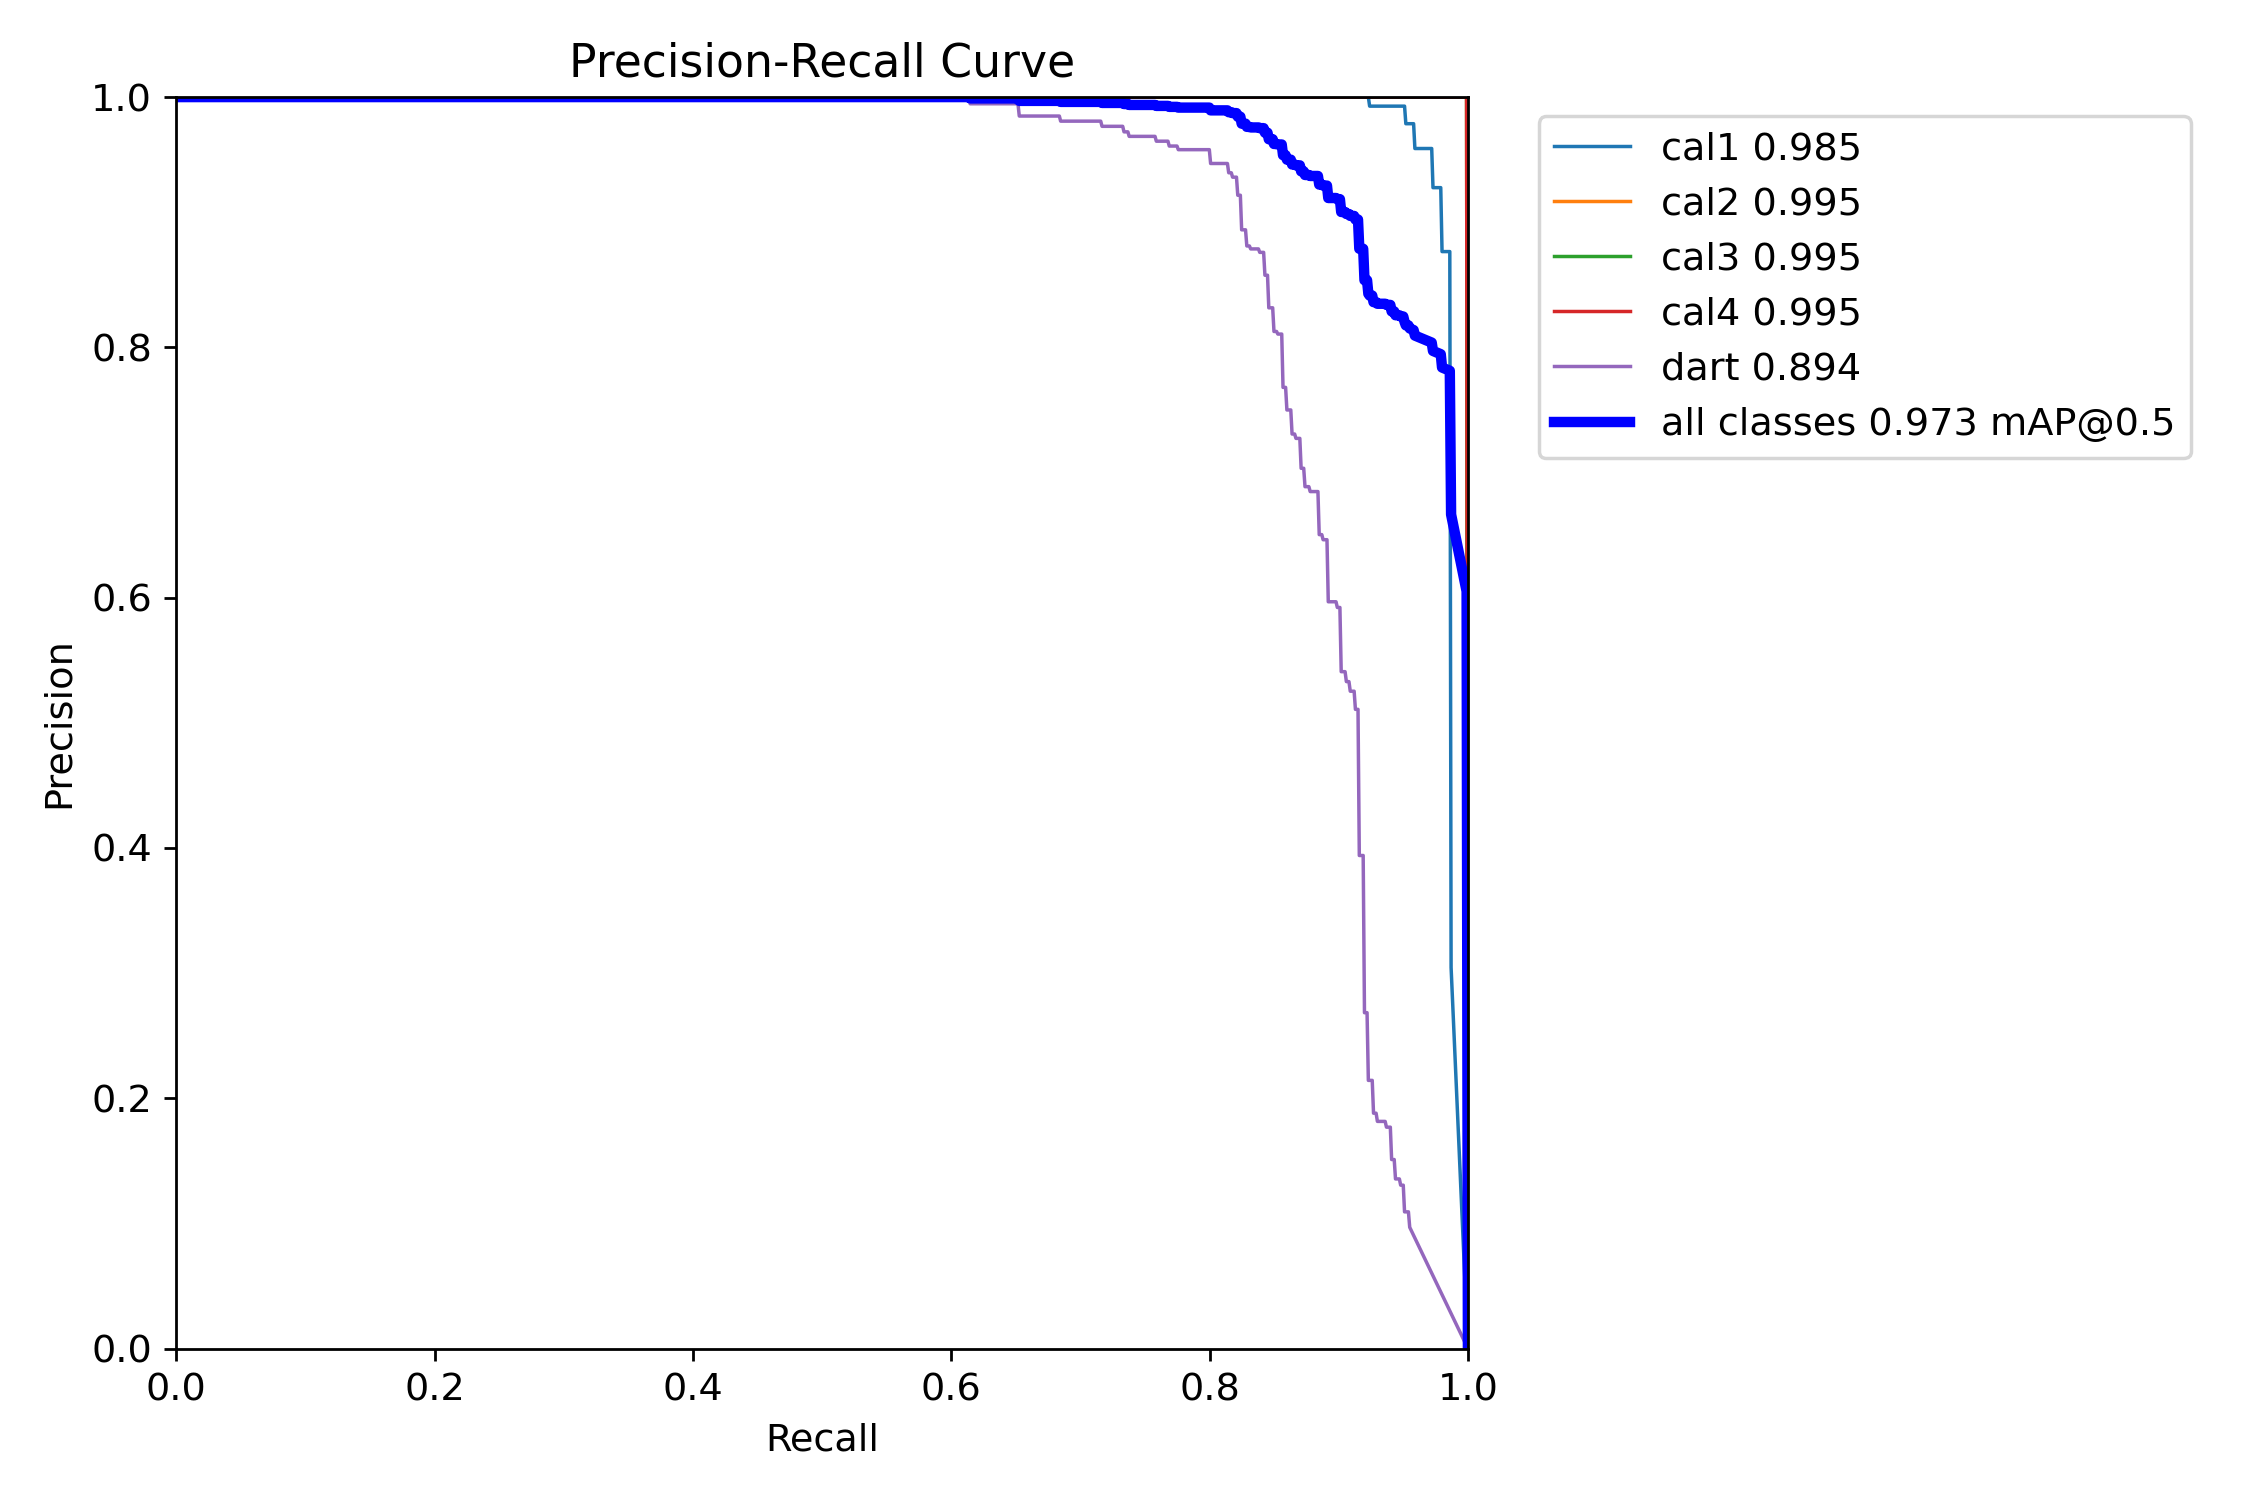 Precision-Recall Curve
1.0
0.8
0.6
0.4
0.2
0.0
Precision
0.0 0.2 0.4 0.6 0.8 1.0
Recall
cal1 0.985
cal2 0.995
cal3 0.995
cal4 0.995
dart 0.894
all classes 0.973 mAP@0.5